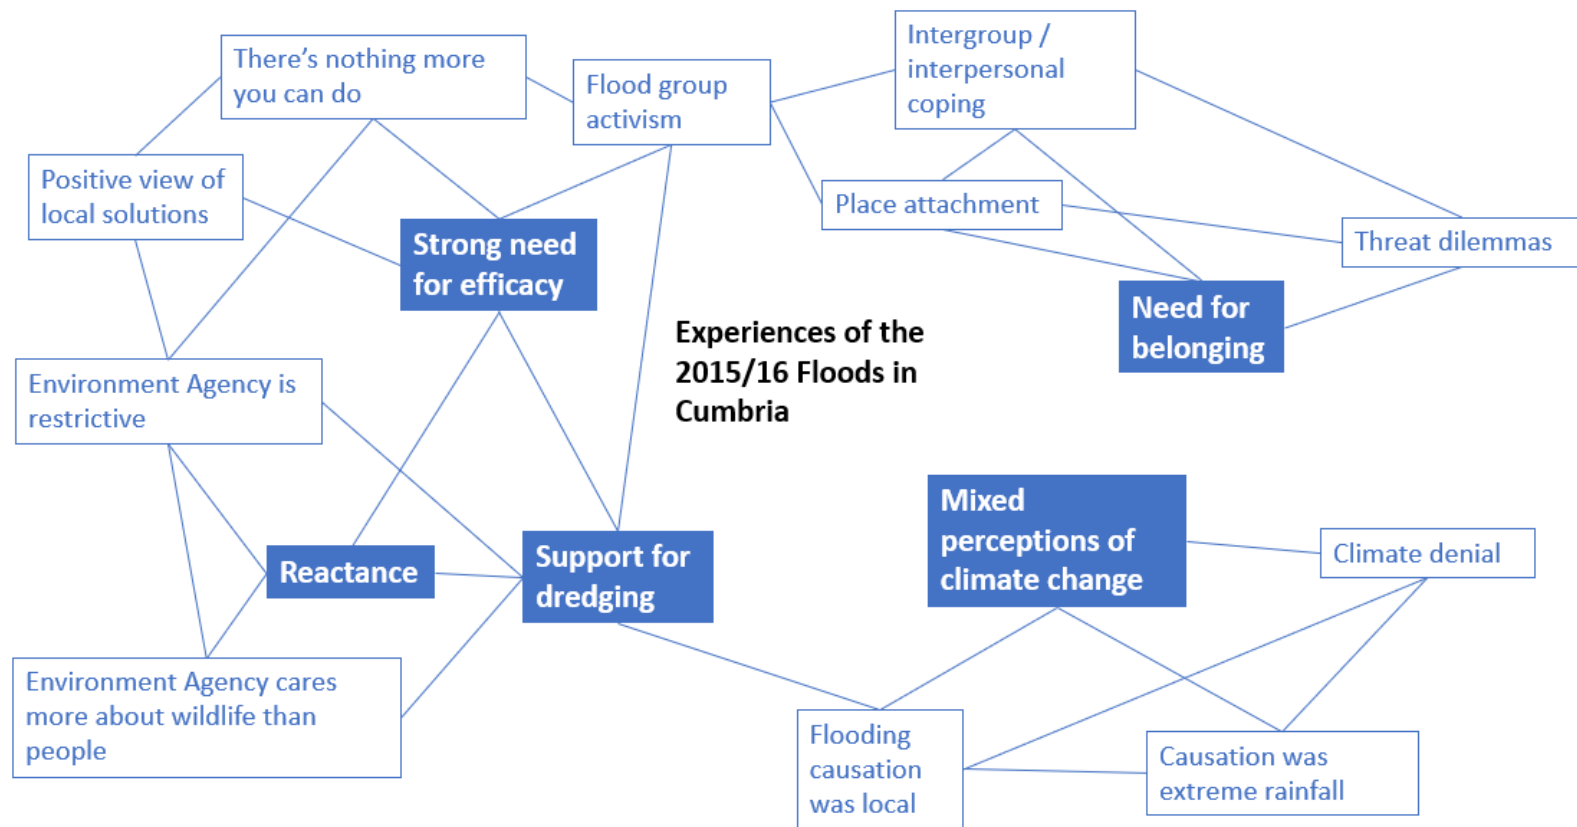 There’s nothing more
you can do
Flood group
activism
Intergroup /
interpersonal
coping
Positive view of
local solutions
Place attachment
Strong need
for efficacy
Threat dilemmas
Need for
belonging
Experiences of the
2015/16 Floods in
Cumbria
Environment Agency is
restrictive
Mixed
perceptions of
climate change
Reactance
Support for
dredging
Climate denial
Environment Agency cares
more about wildlife than
people
Flooding
causation
was local
Causation was
extreme rainfall